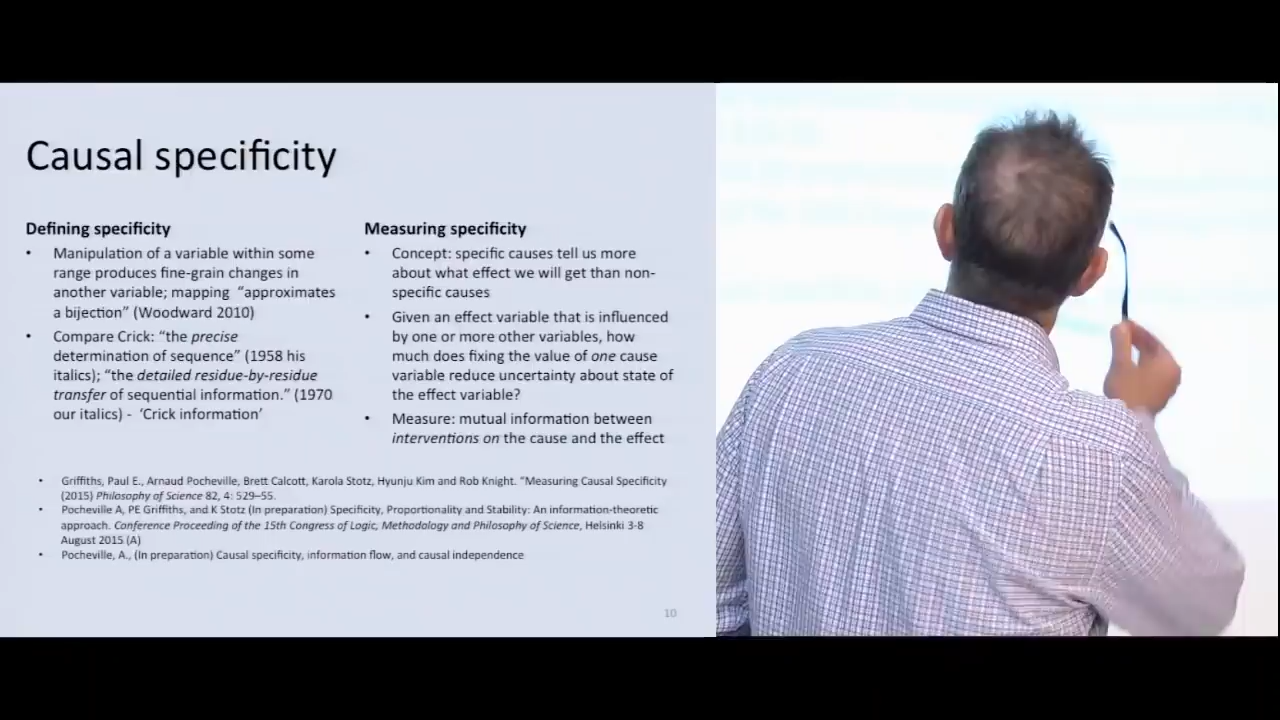 Causal specificity
Defining specificity
• Manipulation of a variable within some
range produces fine-grain changes in
another variable; mapping “approximates
a bijection” (Woodward 2010)
• Compare Crick: “the precise
determination of sequence” (1958 his
italics); “the detailed residue-by-residue
transfer of sequential information.” (1970
our italics) - ‘Crick information’
Measuring specificity
• Concept: specific causes tell us more
about what effect we will get than non-
specific causes
• Given an effect variable that is influenced
by one or more other variables, how
much does fixing the value of one cause
variable reduce uncertainty about state of
the effect variable?
• Measure: mutual information between
interventions on the cause and the effect
• Griffiths, Paul E., Arnaud Pocheville, Brett Calcott, Karola Stotz, Hyunju Kim and Rob Knight. “Measuring Causal Specificity
(2015) Philosophy of Science 82, 4: 529–55.
• Pocheville A, PE Griffiths, and K Stotz (In preparation) Specificity, Proportionality and Stability: An information-theoretic
approach. Conference Proceeding of the 15th Congress of Logic, Methodology and Philosophy of Science, Helsinki 3-8
August 2015 (A)
• Pocheville, A., (In preparation) Causal specificity, information flow, and causal independence
10